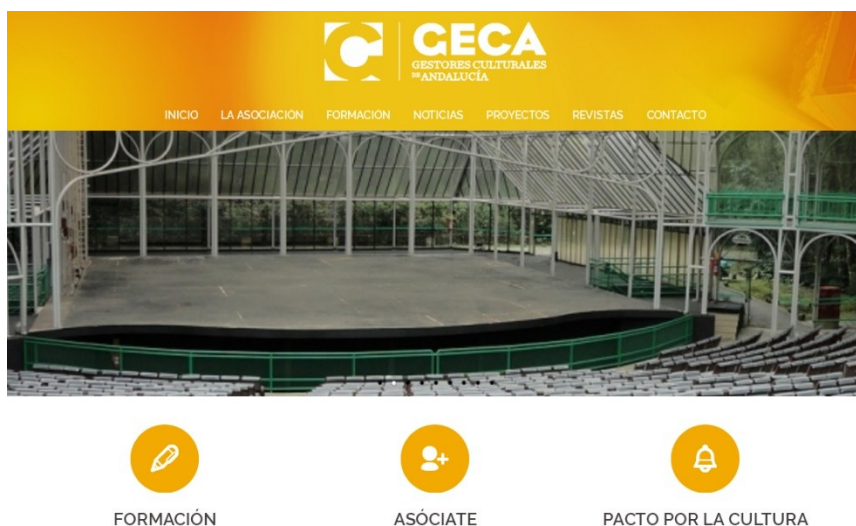 GECA
GESTORES CULTURALES
DE ANDALUCÍA
INICIO LA ASOCIACIÓN FORMACIÓN NOTICIAS PROYECTOS REVISTAS CONTACTO
FORMACIÓN ASÓCIATE PACTO POR LA CULTURA